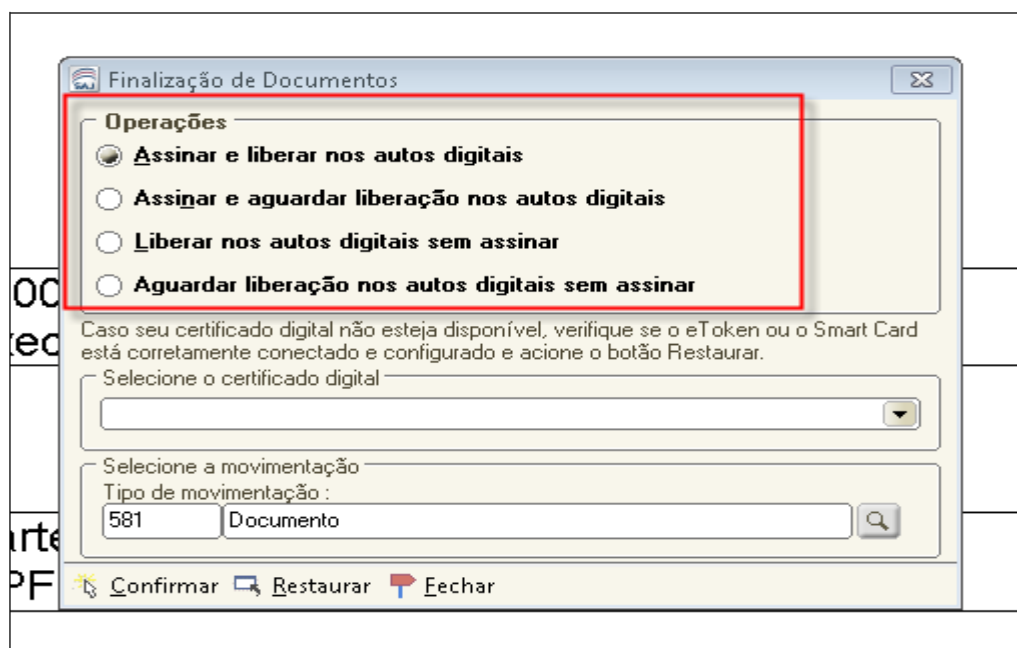 Finalização de Documentos
Operações
Assinar e liberar nos autos digitais
Assinar e aguardar liberação nos autos digitais
Liberar nos autos digitais sem assinar
Aguardar liberação nos autos digitais sem assinar
Caso seu certificado digital não esteja disponível, verifique se o eToken ou o Smart Card
está corretamente conectado e configurado e acione o botão Restaurar.
Selecione o certificado digital
Selecione a movimentação
Tipo de movimentação :
581 Documento
Confirmar Restaurar Fechar